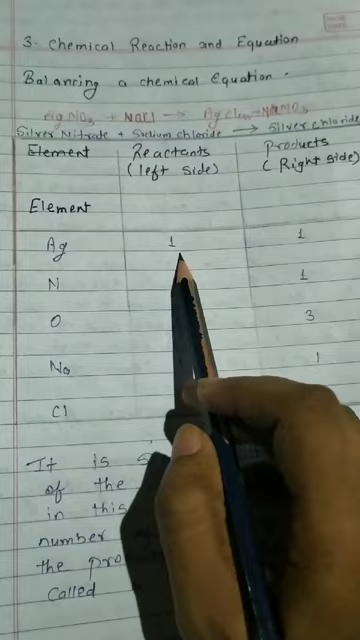 3. Chemical Reaction and Equation
Balancing a chemical Equation.
AgNO3 + NaCl → AgCl + NaNO3
Silver Nitrate + Sodium chloride → Silver chloride
Element Reactants Products
(left side) (Right side)
Element
Ag 1 1
N 1
O 3
Na 1
Cl
It is
of the
in this
number
the pro
called